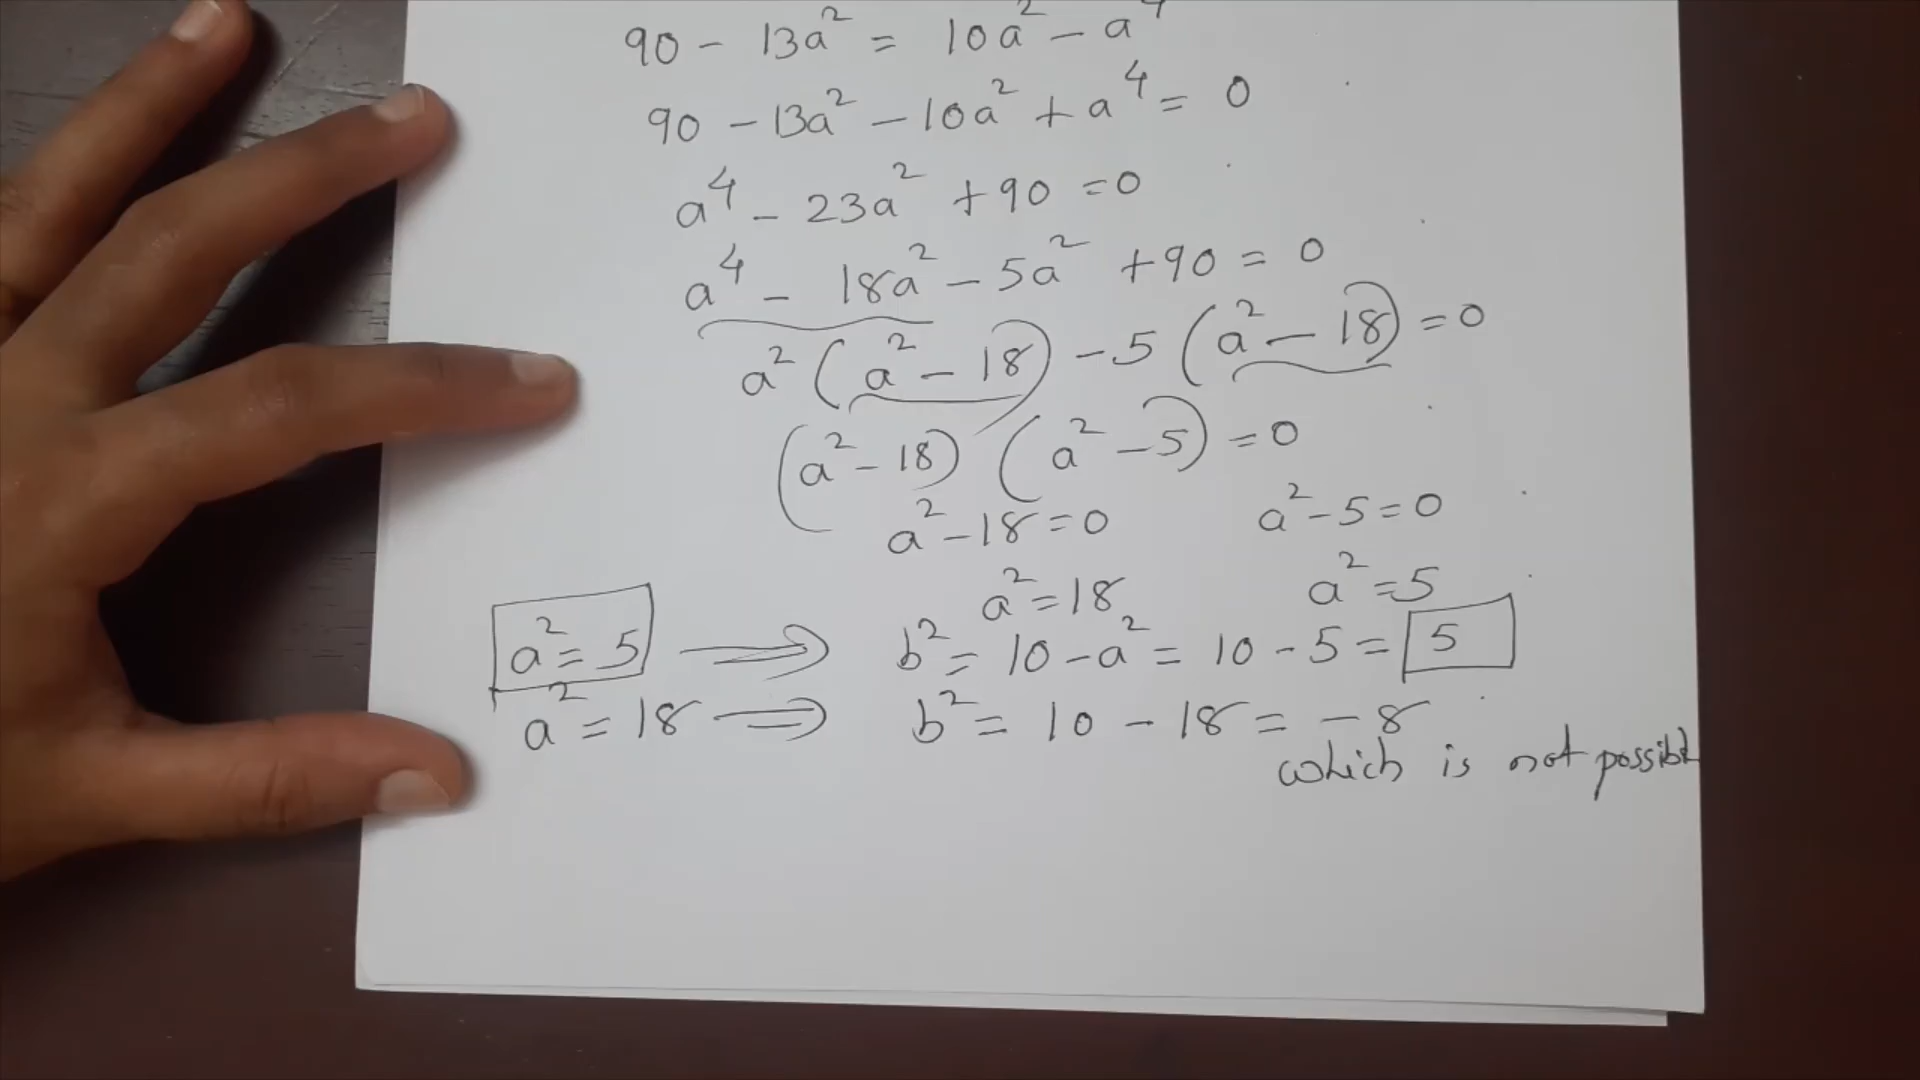 90 - 13a² = 10a² - a⁴
90 - 13a² - 10a² + a⁴ = 0
a⁴ - 23a² + 90 = 0
a⁴ - 18a² - 5a² + 90 = 0
a² (a² - 18) - 5 (a² - 18) = 0
(a² - 18) (a² - 5) = 0
a² - 18 = 0 a² - 5 = 0
a² = 18 a² = 5
a² = 5 ⟹ b² = 10 - a² = 10 - 5 = 5
a² = 18 ⟹ b² = 10 - 18 = -8
which is not possible